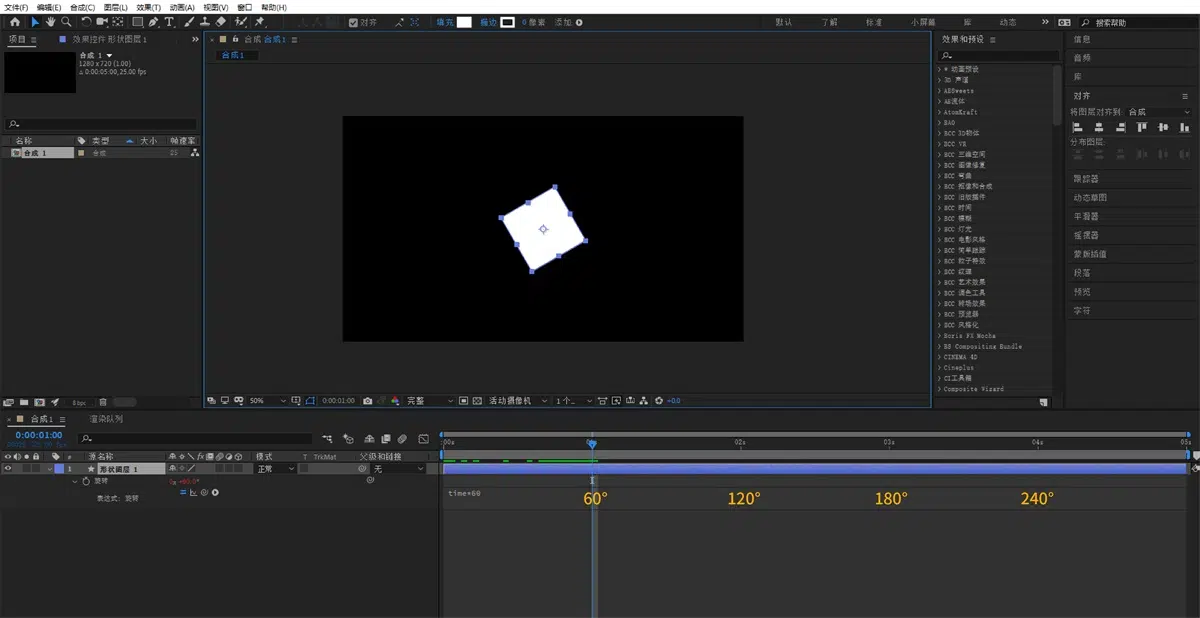 文件(F) 编辑(E) 合成(C) 图层(L) 效果(T) 动画(A) 视图(V) 窗口 帮助(H)
对齐 填充 描边 0 像素 添加 默认 了解 标准 小屏幕 库 动态 搜索帮助
项目 效果控件 形状图层 1
合成 1
1280 x 720 (1.00)
Δ 0:00:05:00, 25.00 fps
名称 类型 大小 帧速率
合成 1 合成 25
8 bpc
合成 合成1
合成1
50% 0:00:01:00 完整 活动摄像机 1个... +0.0
效果和预设
* 动画预设
3D 声道
AESweets
AE流体
AtomKraft
BAO
BCC 3D物体
BCC VR
BCC 三维空间
BCC 画像修复
BCC 弯曲
BCC 抠像和合成
BCC 旧版插件
BCC 时间
BCC 模糊
BCC 灯光
BCC 电影风格
BCC 简单跟踪
BCC 粒子特效
BCC 纹理
BCC 艺术效果
BCC 调色工具
BCC 转场效果
BCC 预览器
BCC 风格化
Boris FX Mocha
BS Compositing Bundle
CINEMA 4D
Cineplus
CI工具箱
Composite Wizard
信息
音频
库
对齐
将图层对齐到: 合成
分布图层:
跟踪器
动态草图
平滑器
摇摆器
蒙版插值
段落
预览
字符
合成1 渲染队列
0:00:01:00
源名称 模式 T TrkMat 父级和链接
1 形状图层 1 正常 无
旋转
表达式: 旋转
:00s 02s 03s 04s 05s
time*60
60° 120° 180° 240°